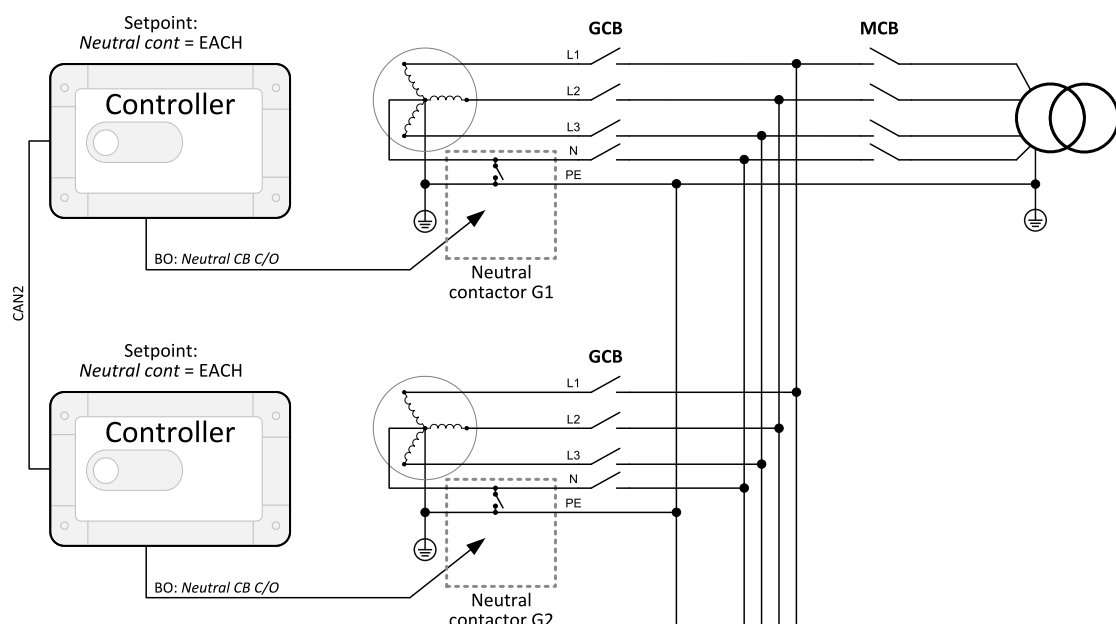 Setpoint:
Neutral cont = EACH
Controller
GCB
MCB
L1
L2
L3
N
PE
BO: Neutral CB C/O
Neutral
contactor G1
CAN2
Setpoint:
Neutral cont = EACH
Controller
GCB
L1
L2
L3
N
PE
BO: Neutral CB C/O
Neutral
contactor G2